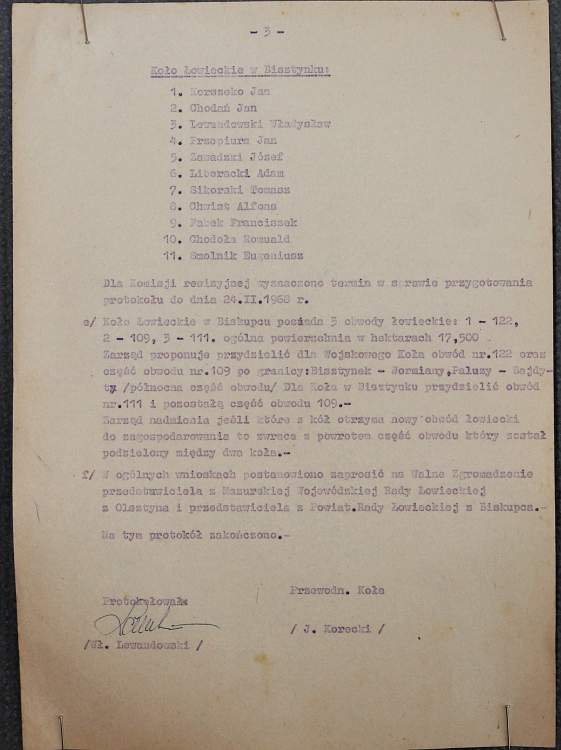 - 3 -
Koło Łowieckie w Bisztynku:
1. Korszeko Jan
2. Chodań Jan
3. Lewandowski Władysław
4. Przepiura Jan
5. Zawadzki Józef
6. Liberacki Adam
7. Sikorski Tomasz
8. Chwist Alfons
9. Pabek Franciszek
10. Chodoła Romuald
11. Smolnik Eugeniusz
Dla Komisji rewizyjnej wyznaczono termin w sprawie przygotowania
protokołu do dnia 24.II.1968 r.
e/ Koło Łowieckie w Biskupcu posiada 3 obwody łowieckie: 1 - 122,
2 - 109, 3 - 111. ogólna powierzchnia w hektarach 17,500
Zarząd proponuje przydzielić dla Wojskowego Koła obwód nr.122 oraz
część obwodu nr.109 po granicy:Bisztynek - Wormiany,Paluzy - Sajdy-
ty /północna część obwodu/ Dla Koła w Bisztynku przydzielić obwód
nr.111 i pozostałą część obwodu 109.-
Zarząd nadmienia jeśli które z kół otrzyma nowy obwód łowiecki
do zagospodarowania to zwraca z powrotem część obwodu który został
podzielony między dwa koła.-
f/ W ogólnych wnioskach postanowiono zaprosić na Walne Zgromadzenie
przedstawiciela z Mazurskiej Wojewódzkiej Rady Łowieckiej
z Olsztyna i przedstawiciela z Powiat.Rady Łowieckiej z Biskupca.-
Na tym protokół zakończono.-
Przewodn. Koła
Protokołował:
/ J. Korecki /
/Wł. Lewandowski /